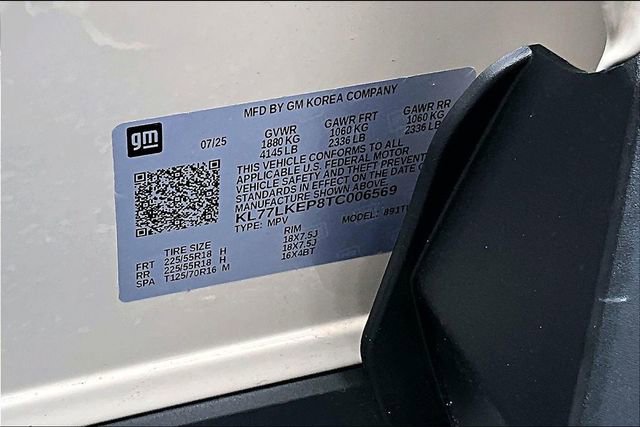 MFD BY GM KOREA COMPANY
gm
07/25
GVWR GAWR FRT GAWR RR
1880 KG 1060 KG 1060 KG
4145 LB 2336 LB 2336 LB
THIS VEHICLE CONFORMS TO ALL
APPLICABLE U.S. FEDERAL MOTOR
VEHICLE SAFETY AND THEFT PREVENT
STANDARDS IN EFFECT ON THE DATE O
MANUFACTURE SHOWN ABOVE
KL77LKEP8TC006569
TYPE: MPV MODEL: 891T
TIRE SIZE RIM
FRT 225/55R18 H 18X7.5J
RR 225/55R18 H 18X7.5J
SPA T125/70R16 M 16X4BT